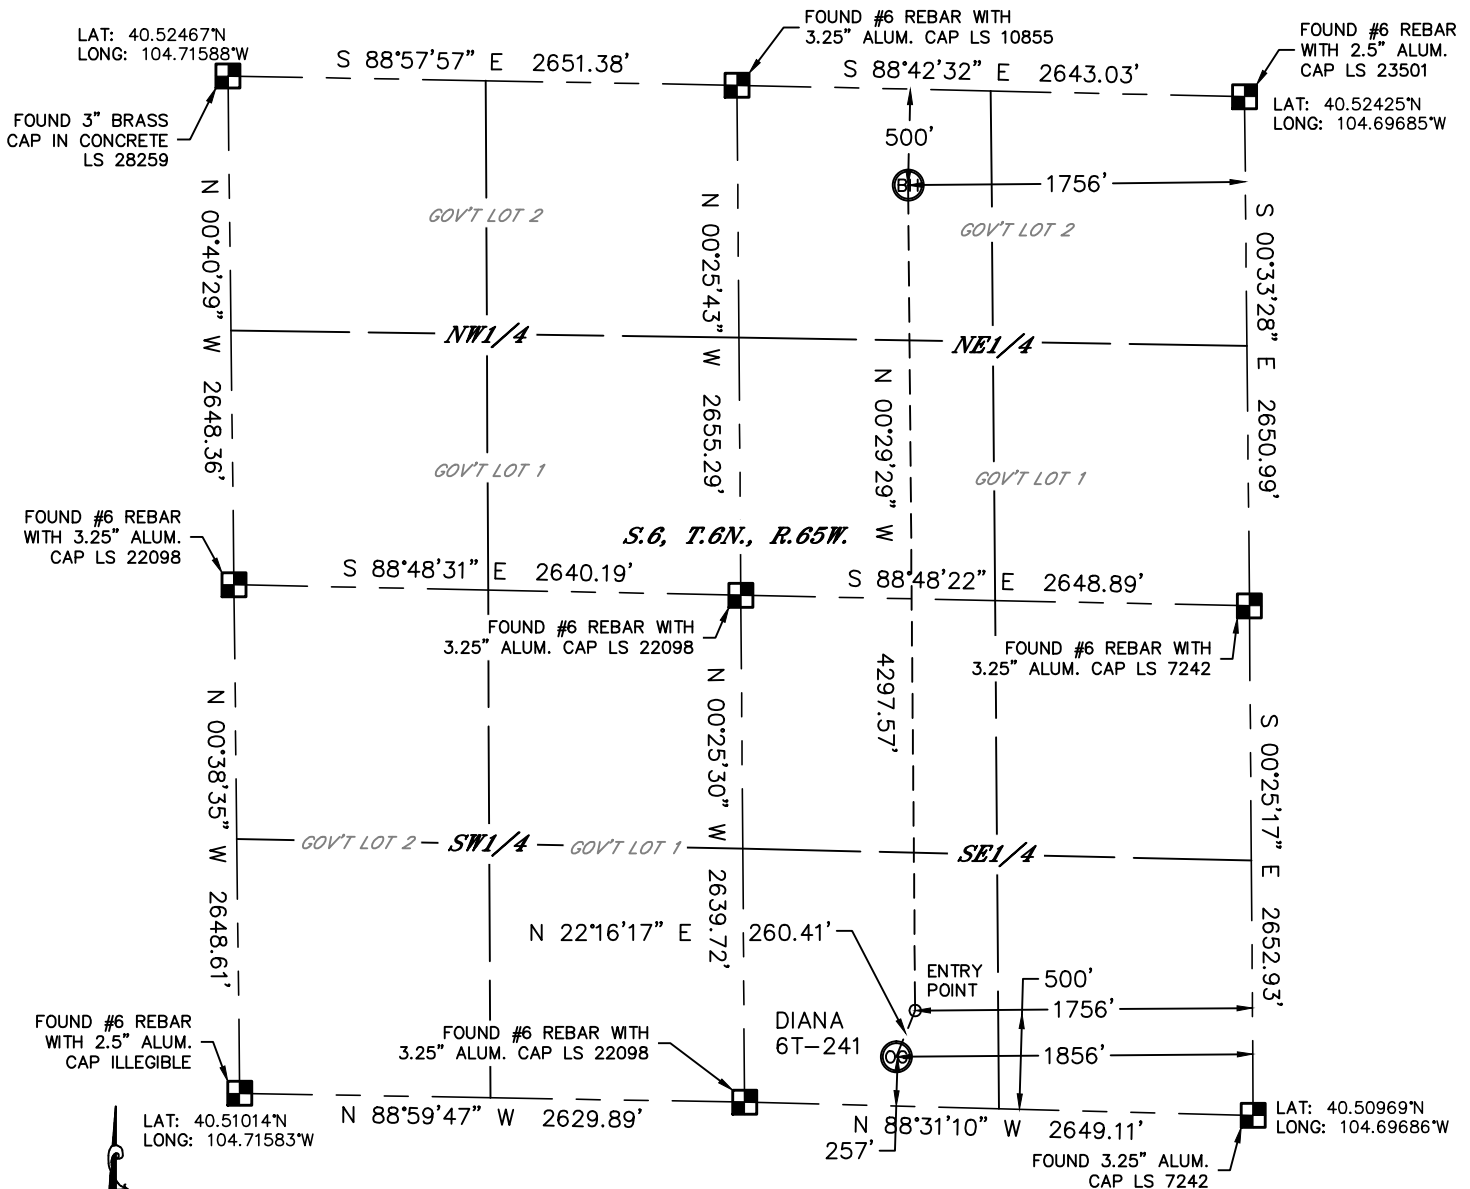 LAT: 40.52467°N
LONG: 104.71588°W
S 88°57'57" E 2651.38'
FOUND #6 REBAR WITH
3.25" ALUM. CAP LS 10855
S 88°42'32" E 2643.03'
FOUND #6 REBAR
WITH 2.5" ALUM.
CAP LS 23501
LAT: 40.52425°N
LONG: 104.69685°W
FOUND 3" BRASS
CAP IN CONCRETE
LS 28259
500'
BH
1756'
N 00°40'29" W 2648.36'
GOV'T LOT 2
N 00°25'43" W 2655.29'
GOV'T LOT 2
S 00°33'28" E 2650.99'
NW1/4
NE1/4
N 00°29'29" W 4297.57'
GOV'T LOT 1
GOV'T LOT 1
FOUND #6 REBAR
WITH 3.25" ALUM.
CAP LS 22098
S.6, T.6N., R.65W.
S 88°48'31" E 2640.19'
S 88°48'22" E 2648.89'
FOUND #6 REBAR WITH
3.25" ALUM. CAP LS 22098
FOUND #6 REBAR WITH
3.25" ALUM. CAP LS 7242
N 00°38'35" W 2648.61'
N 00°25'30" W 2639.72'
S 00°25'17" E 2652.93'
GOV'T LOT 2
SW1/4
GOV'T LOT 1
SE1/4
N 22°16'17" E 260.41'
ENTRY
POINT
500'
1756'
DIANA
6T-241
OG
1856'
FOUND #6 REBAR
WITH 2.5" ALUM.
CAP ILLEGIBLE
FOUND #6 REBAR WITH
3.25" ALUM. CAP LS 22098
LAT: 40.51014°N
LONG: 104.71583°W
N 88°59'47" W 2629.89'
N 88°31'10" W 2649.11'
257'
LAT: 40.50969°N
LONG: 104.69686°W
FOUND 3.25" ALUM.
CAP LS 7242